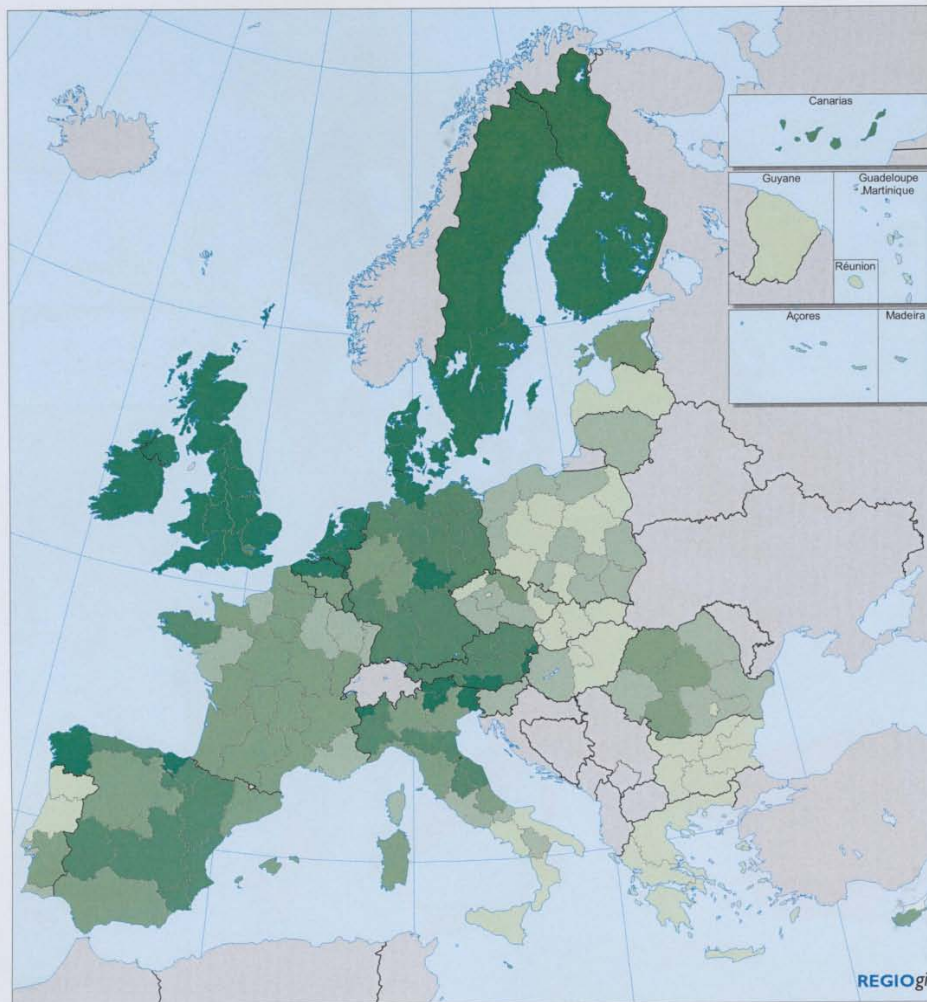 Canarias
Guyane
Guadeloupe
Martinique
Réunion
Açores
Madeira
REGIOgi